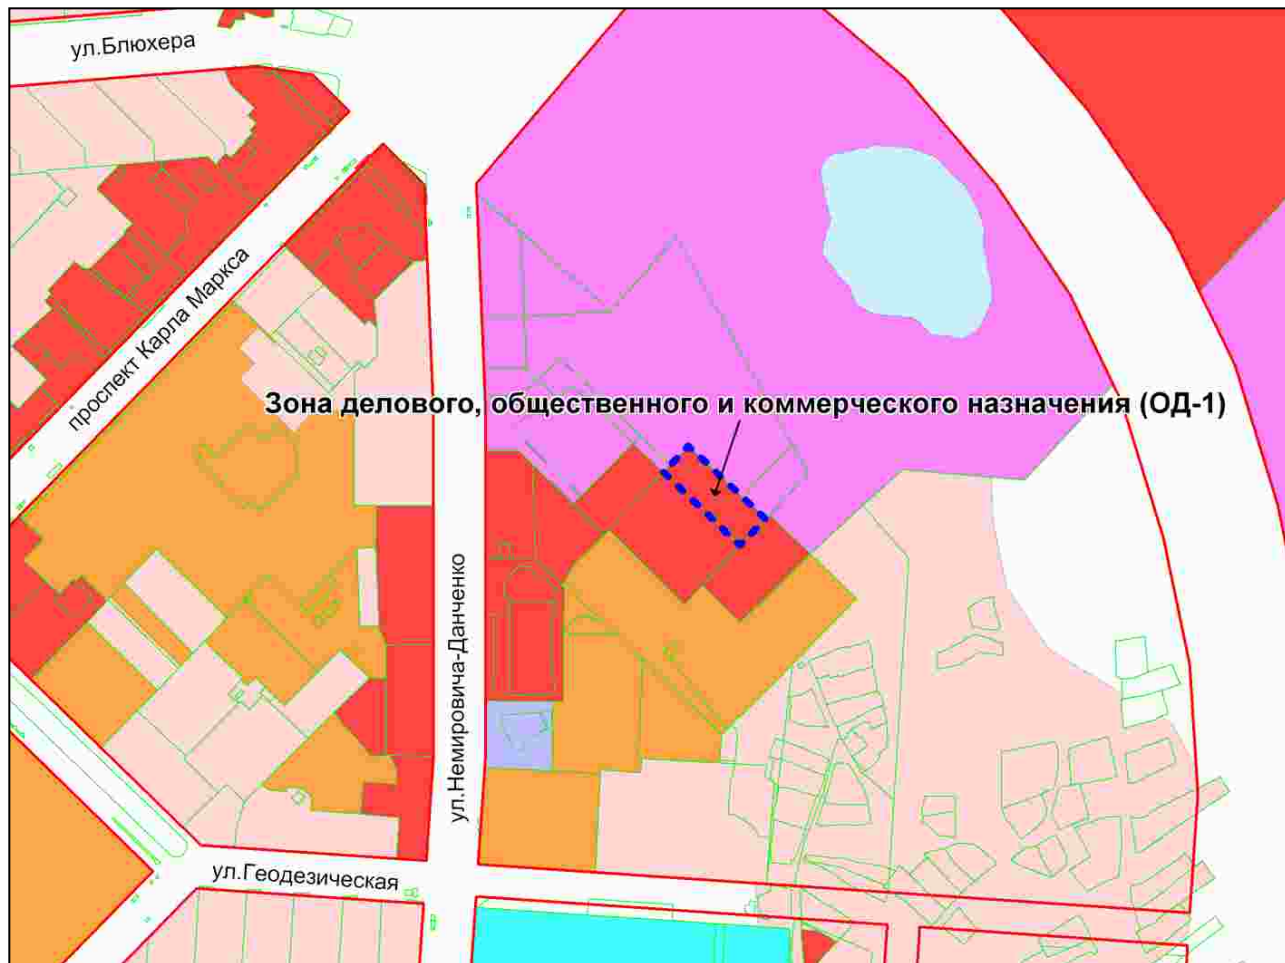 ул.Блюхера
проспект Карла Маркса
Зона делового, общественного и коммерческого назначения (ОД-1)
ул.Немировича-Данченко
ул.Геодезическая